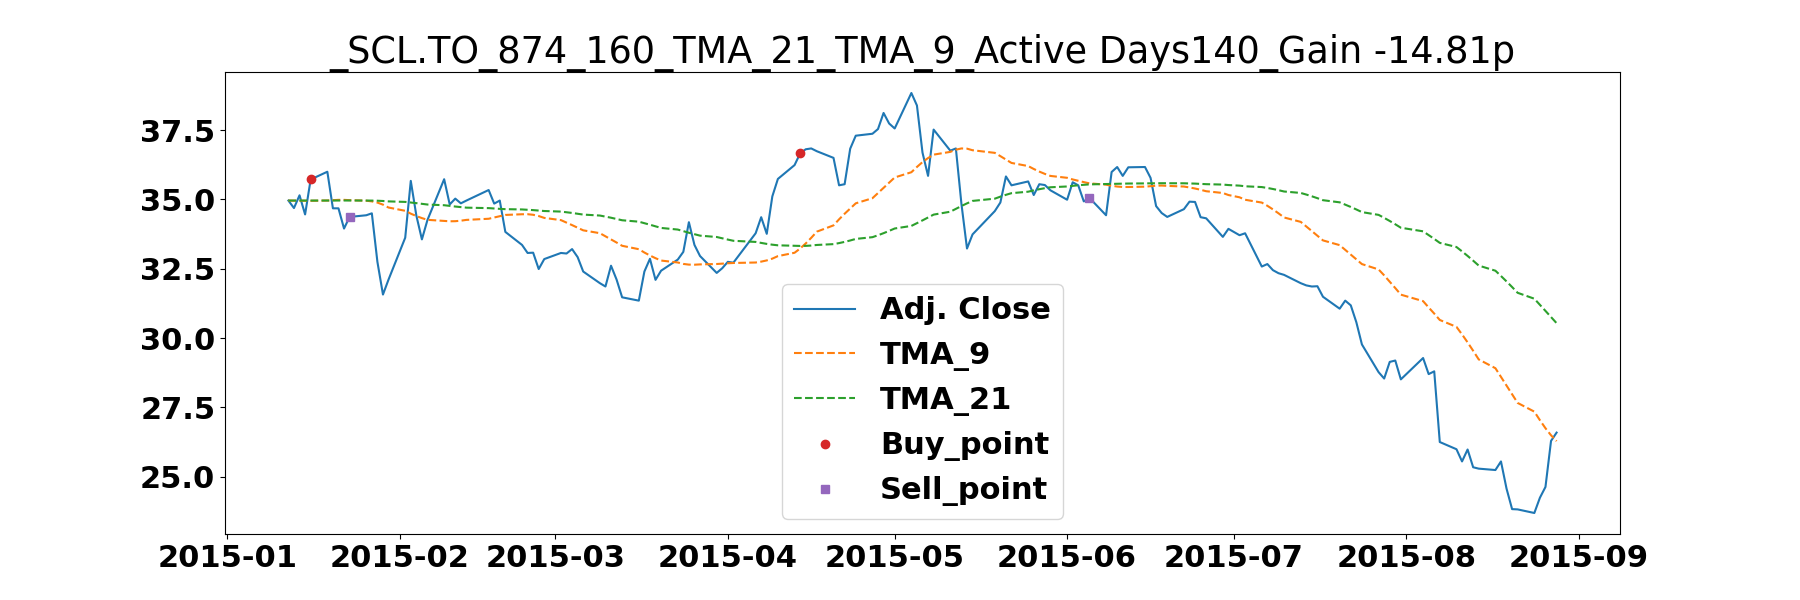 _SCL.TO_874_160_TMA_21_TMA_9_Active Days140_Gain -14.81p
37.5
35.0
32.5
30.0
27.5
25.0
Adj. Close
TMA_9
TMA_21
Buy_point
Sell_point
2015-01 2015-02 2015-03 2015-04 2015-05 2015-06 2015-07 2015-08 2015-09